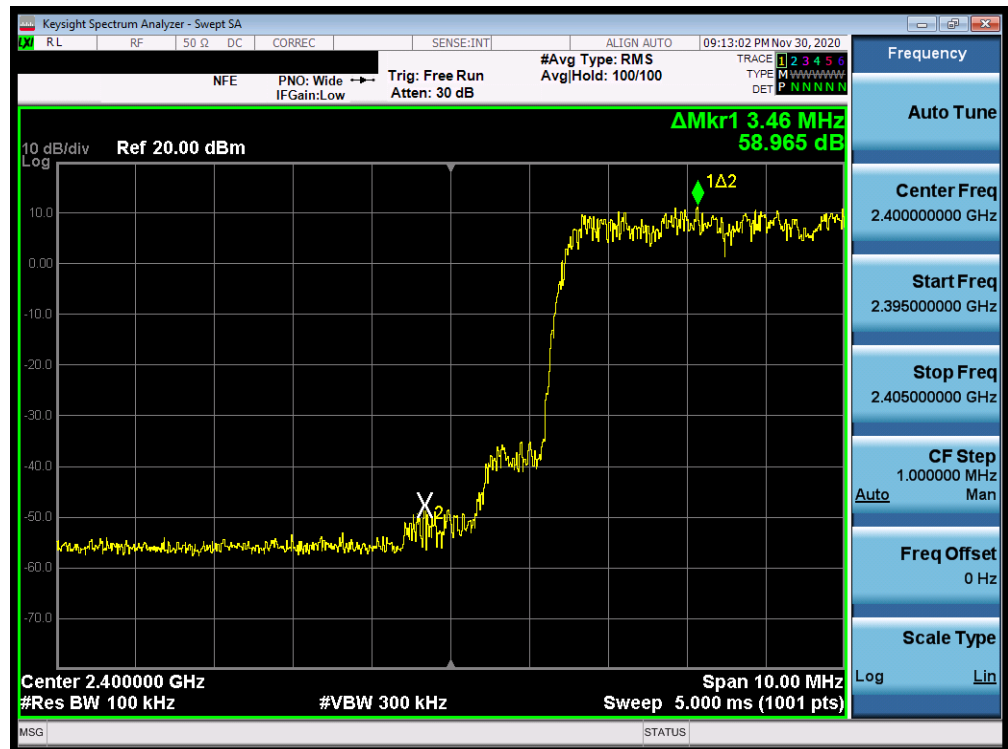 Keysight Spectrum Analyzer - Swept SA
LXI RL RF 50 Ω DC CORREC SENSE:INT ALIGN AUTO 09:13:02 PM Nov 30, 2020
NFE PNO: Wide Trig: Free Run #Avg Type: RMS TRACE 1 2 3 4 5 6
IFGain:Low Atten: 30 dB Avg|Hold: 100/100 TYPE M WWWWW
DET P N N N N N
ΔMkr1 3.46 MHz
58.965 dB
10 dB/div Ref 20.00 dBm
Log
1Δ2
10.0
0.00
-10.0
-20.0
-30.0
-40.0
-50.0
-60.0
-70.0
X2
Center 2.400000 GHz Span 10.00 MHz
#Res BW 100 kHz #VBW 300 kHz Sweep 5.000 ms (1001 pts)
MSG STATUS
Frequency
Auto Tune
Center Freq
2.400000000 GHz
Start Freq
2.395000000 GHz
Stop Freq
2.405000000 GHz
CF Step
1.000000 MHz
Auto Man
Freq Offset
0 Hz
Scale Type
Log Lin